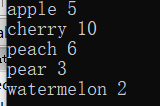 apple 5
cherry 10
peach 6
pear 3
watermelon 2